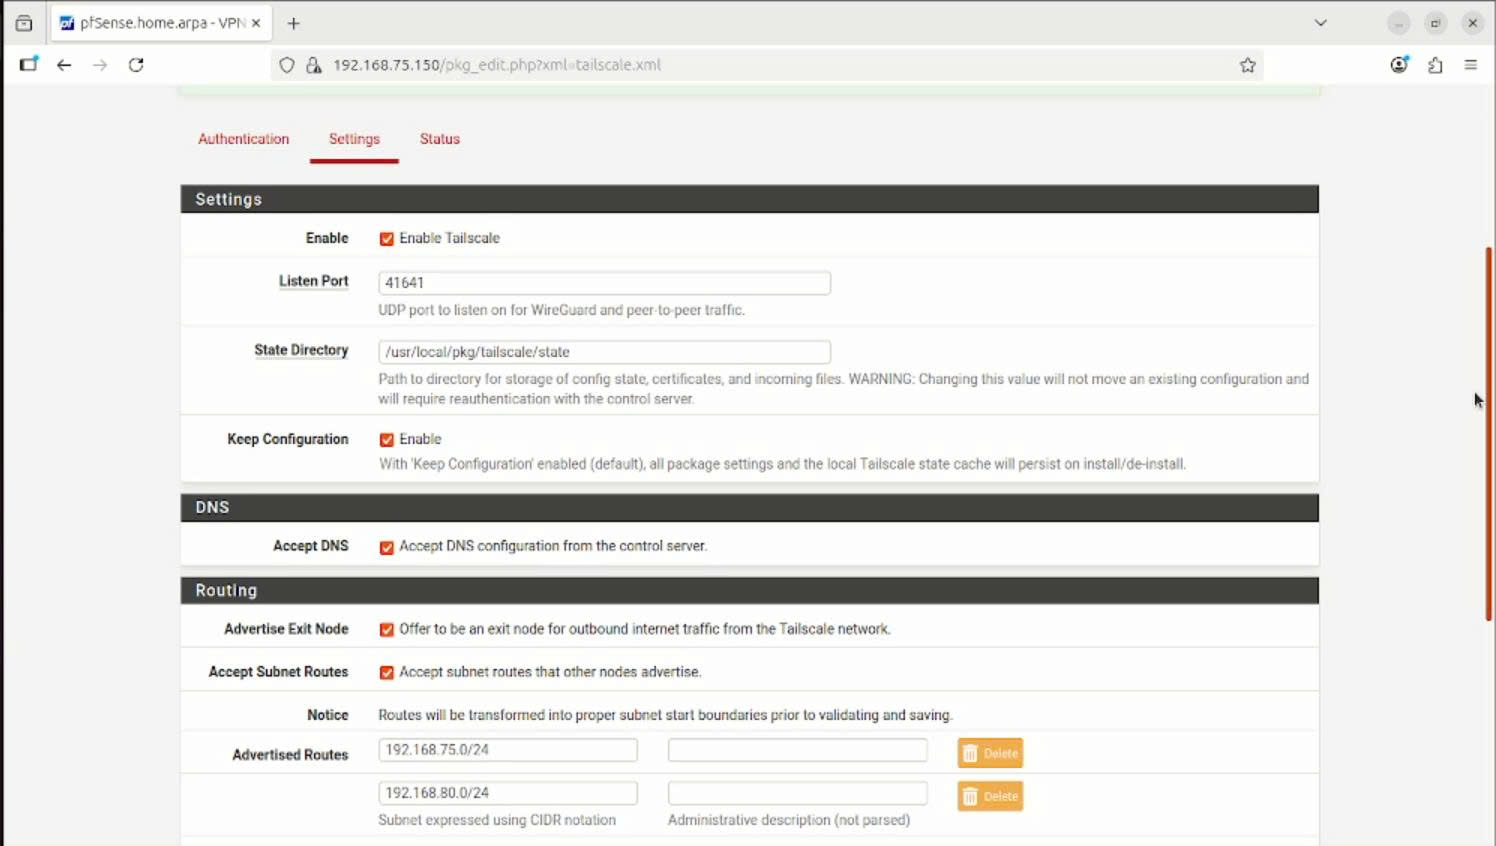 pfSense.home.arpa - VPN
192.168.75.150/pkg_edit.php?xml=tailscale.xml
Authentication Settings Status
Settings
Enable Enable Tailscale
Listen Port 41641
UDP port to listen on for WireGuard and peer-to-peer traffic.
State Directory /usr/local/pkg/tailscale/state
Path to directory for storage of config state, certificates, and incoming files. WARNING: Changing this value will not move an existing configuration and
will require reauthentication with the control server.
Keep Configuration Enable
With 'Keep Configuration' enabled (default), all package settings and the local Tailscale state cache will persist on install/de-install.
DNS
Accept DNS Accept DNS configuration from the control server.
Routing
Advertise Exit Node Offer to be an exit node for outbound internet traffic from the Tailscale network.
Accept Subnet Routes Accept subnet routes that other nodes advertise.
Notice Routes will be transformed into proper subnet start boundaries prior to validating and saving.
Advertised Routes 192.168.75.0/24 Delete
192.168.80.0/24 Delete
Subnet expressed using CIDR notation Administrative description (not parsed)